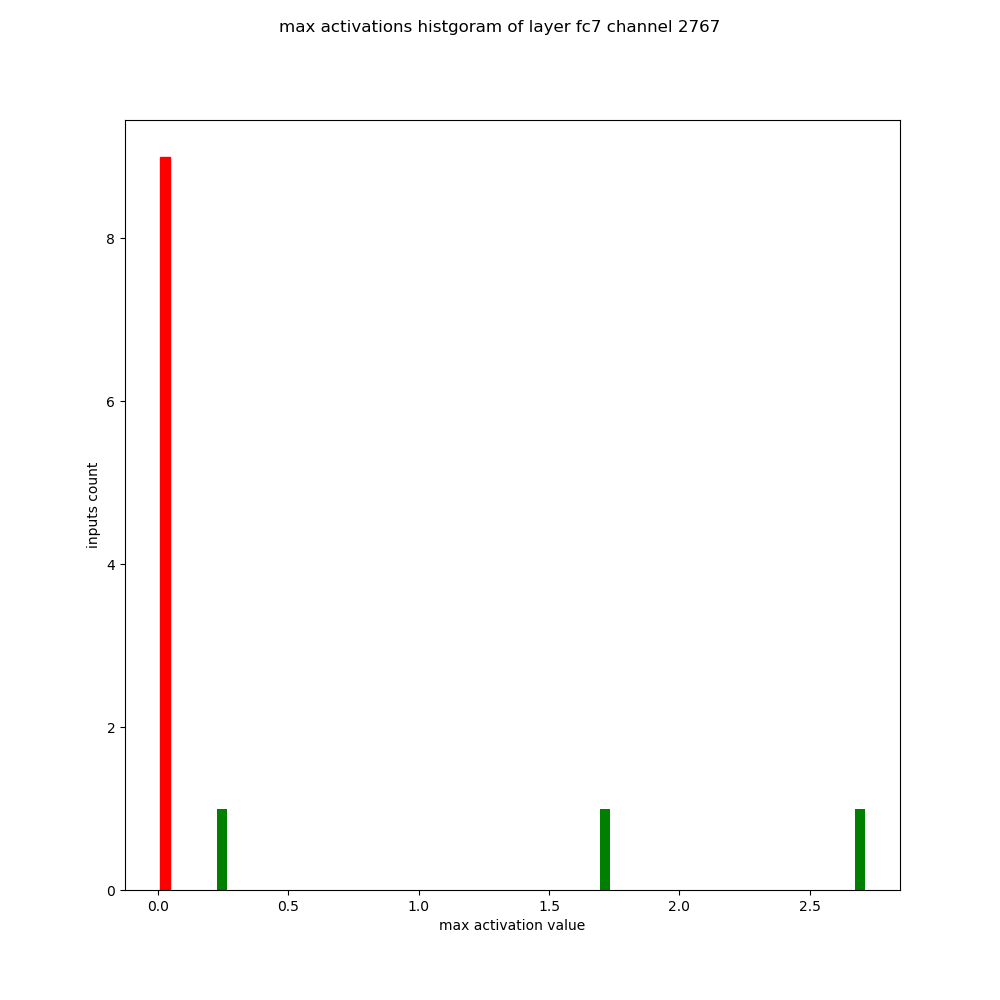 max activations histgoram of layer fc7 channel 2767
8
6
4
2
0
inputs count
0.0 0.5 1.0 1.5 2.0 2.5
max activation value